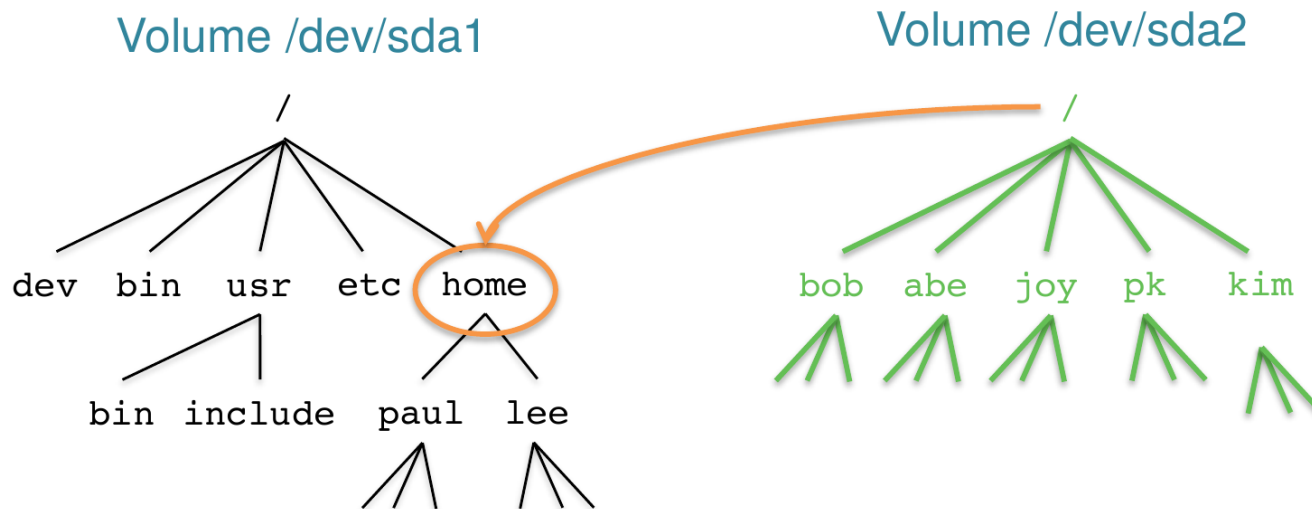 Volume /dev/sda1 Volume /dev/sda2
/ /
dev bin usr etc home bob abe joy pk kim
bin include paul lee